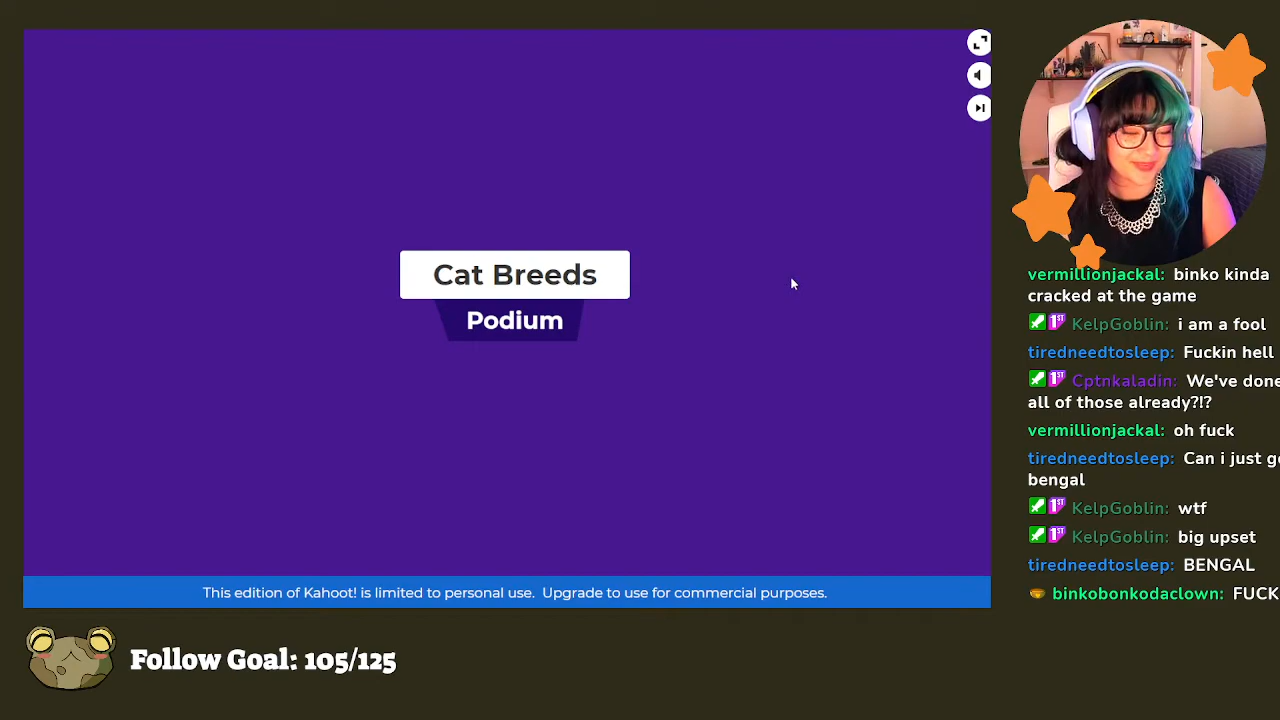 Cat Breeds
Podium
This edition of Kahoot! is limited to personal use. Upgrade to use for commercial purposes.
vermillionjackal: binko kinda
cracked at the game
KelpGoblin: i am a fool
tiredneedtosleep: Fuckin hell
Cptnkaladin: We've done
all of those already?!?
vermillionjackal: oh fuck
tiredneedtosleep: Can i just
bengal
KelpGoblin: wtf
KelpGoblin: big upset
tiredneedtosleep: BENGAL
binkobonkodaclown: FUCK
Follow Goal: 105/125